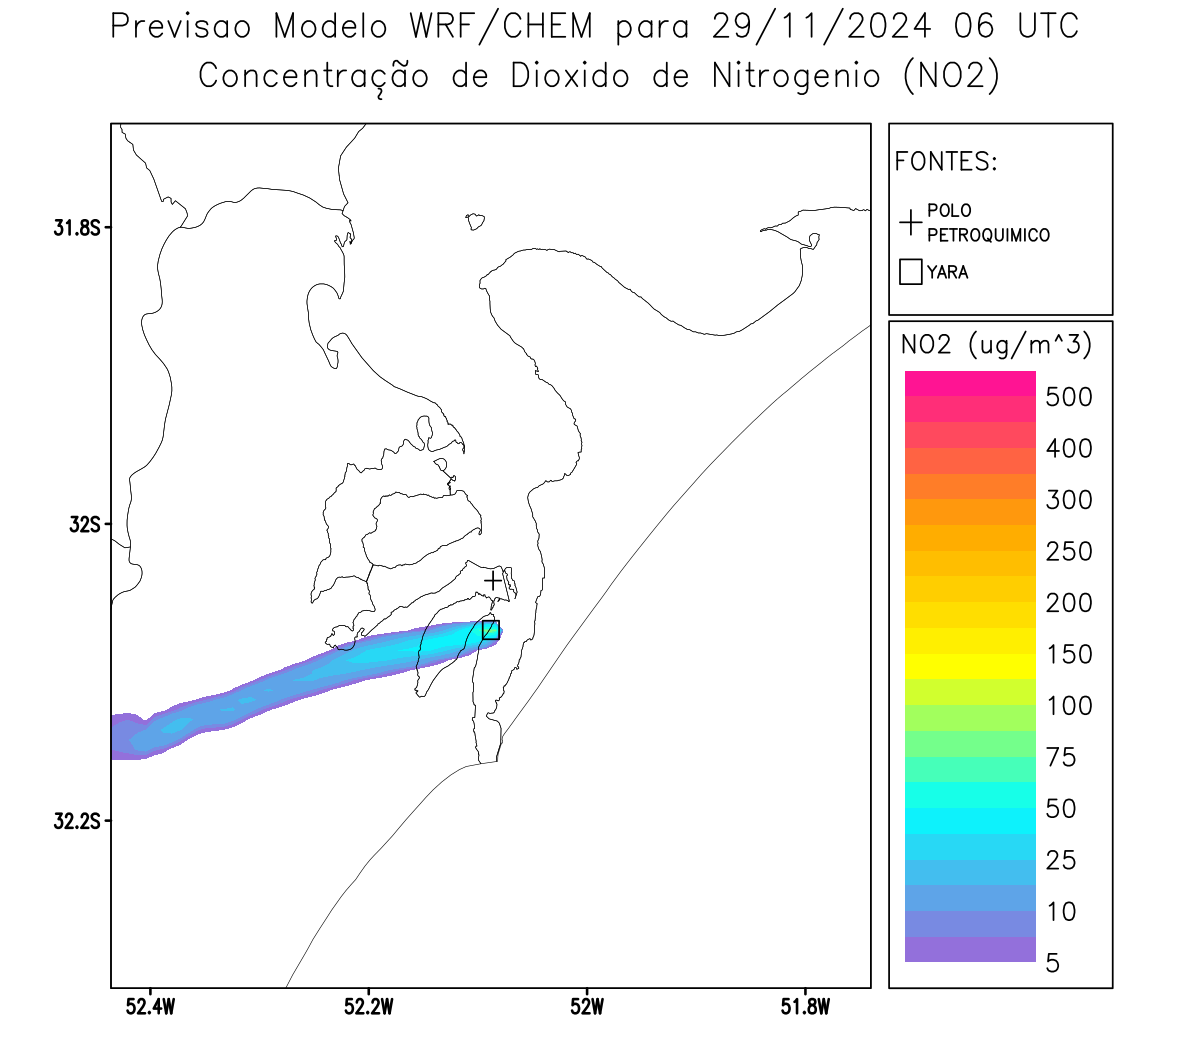 Previsao Modelo WRF/CHEM para 29/11/2024 06 UTC
Concentração de Dioxido de Nitrogenio (NO2)
FONTES:
POLO
PETROQUIMICO
YARA
NO2 (ug/m^3)
500
400
300
250
200
150
100
75
50
25
10
5
31.8S
32S
32.2S
52.4W
52.2W
52W
51.8W